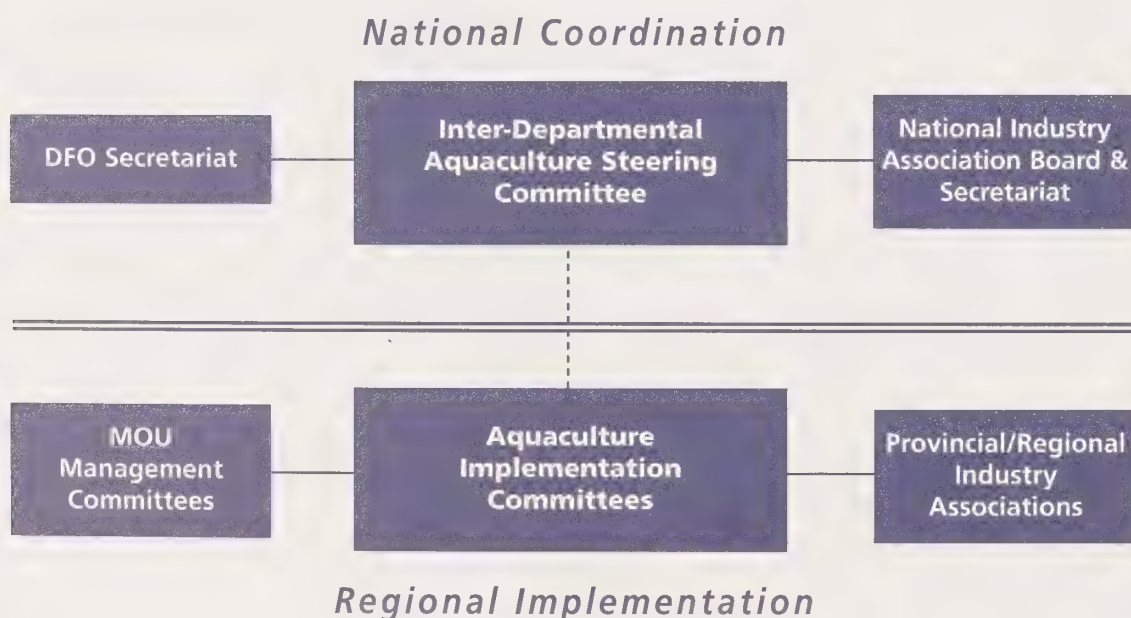 National Coordination
DFO Secretariat
Inter-Departmental
Aquaculture Steering
Committee
National Industry
Association Board &
Secretariat
MOU
Management
Committees
Aquaculture
Implementation
Committees
Provincial/Regional
Industry
Associations
Regional Implementation